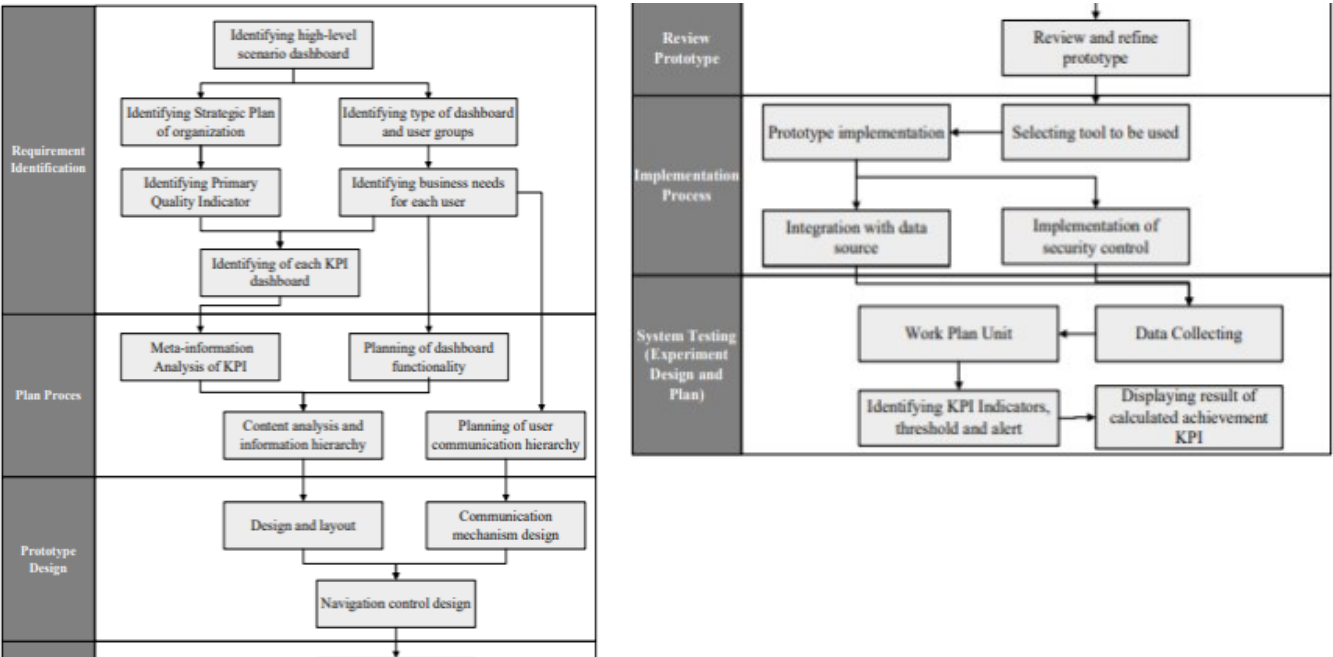 Requirement
Identification
Identifying high-level
scenario dashboard
Identifying Strategic Plan
of organization
Identifying type of dashboard
and user groups
Identifying Primary
Quality Indicator
Identifying business needs
for each user
Identifying of each KPI
dashboard
Plan Proces
Meta-information
Analysis of KPI
Planning of dashboard
functionality
Content analysis and
information hierarchy
Planning of user
communication hierarchy
Prototype
Design
Design and layout
Communication
mechanism design
Navigation control design
Review
Prototype
Review and refine
prototype
Implementation
Process
Prototype implementation
Selecting tool to be used
Integration with data
source
Implementation of
security control
System Testing
(Experiment
Design and
Plan)
Work Plan Unit
Data Collecting
Identifying KPI Indicators,
threshold and alert
Displaying result of
calculated achievement
KPI